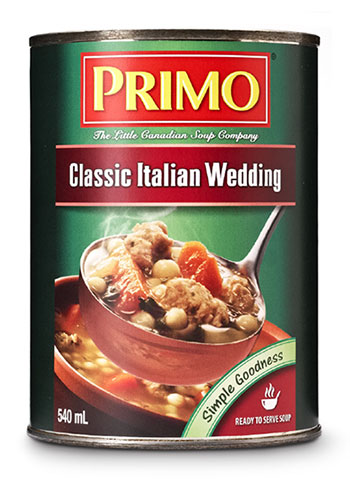 PRIMO®
The Little Canadian Soup Company
Classic Italian Wedding
Simple Goodness
540 mL
READY TO SERVE SOUP